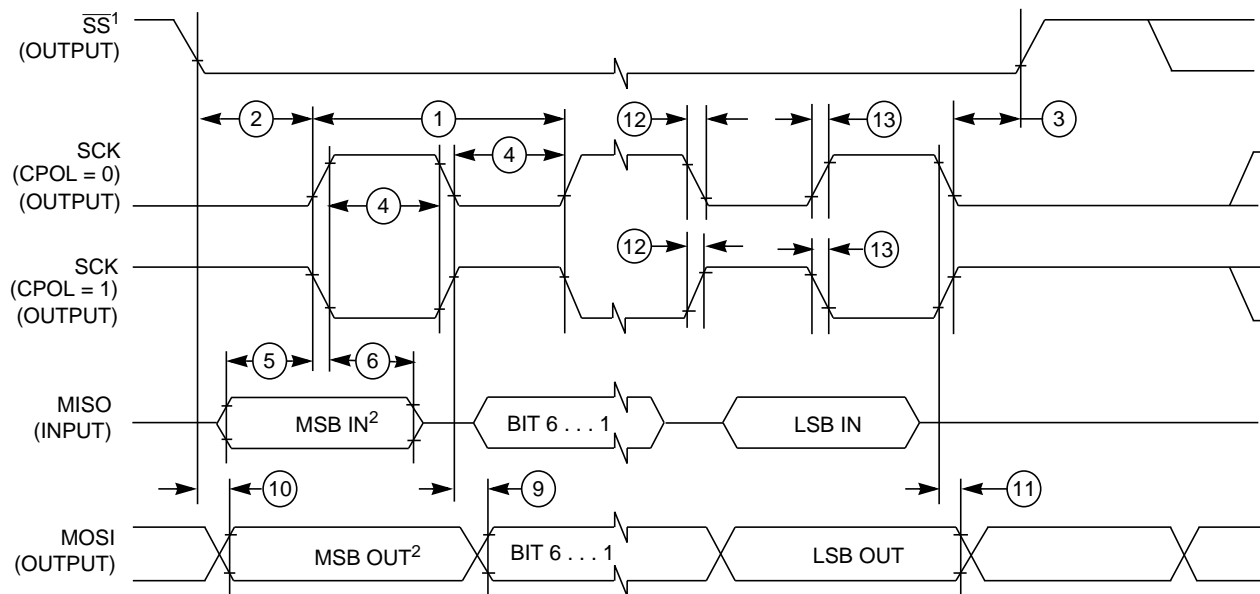 SS¹
(OUTPUT)
2 1 12 13 3
SCK
(CPOL = 0)
(OUTPUT)
4
4
SCK
(CPOL = 1)
(OUTPUT)
12 13
5 6
MISO
(INPUT)
MSB IN² BIT 6 . . . 1 LSB IN
10 9 11
MOSI
(OUTPUT)
MSB OUT² BIT 6 . . . 1 LSB OUT